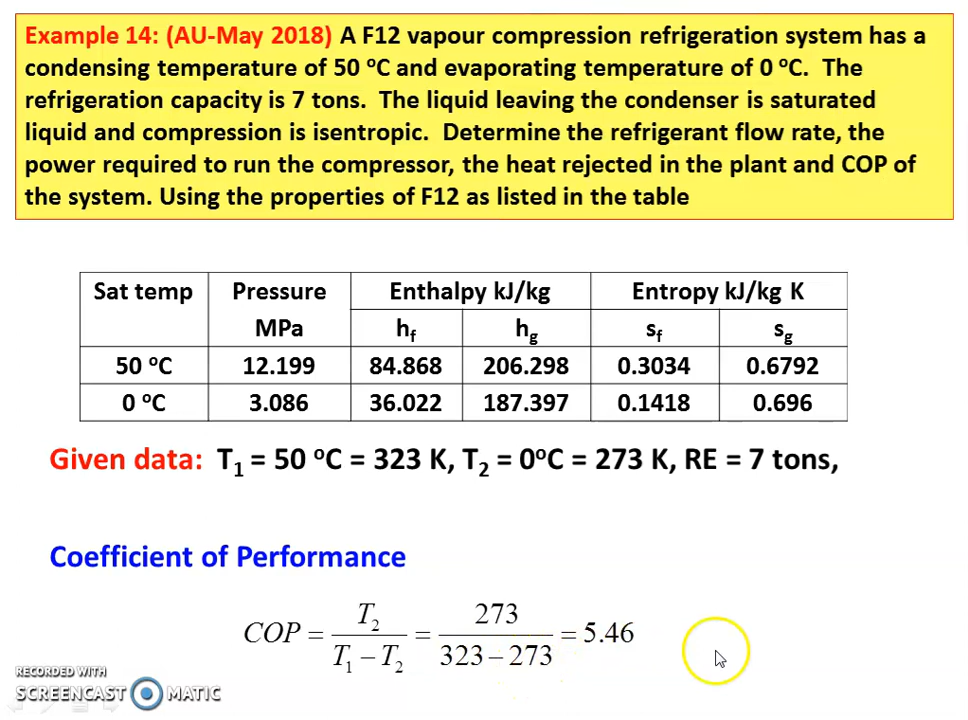 Example 14: (AU-May 2018) A F12 vapour compression refrigeration system has a
condensing temperature of 50 ºC and evaporating temperature of 0 ºC. The
refrigeration capacity is 7 tons. The liquid leaving the condenser is saturated
liquid and compression is isentropic. Determine the refrigerant flow rate, the
power required to run the compressor, the heat rejected in the plant and COP of
the system. Using the properties of F12 as listed in the table
Sat temp Pressure MPa Enthalpy kJ/kg Entropy kJ/kg K
hf hg sf sg
50 ºC 12.199 84.868 206.298 0.3034 0.6792
0 ºC 3.086 36.022 187.397 0.1418 0.696
Given data: T1 = 50 ºC = 323 K, T2 = 0ºC = 273 K, RE = 7 tons,
Coefficient of Performance
COP = T2 / (T1 − T2) = 273 / (323 − 273) = 5.46
RECORDED WITH
SCREENCAST MATIC